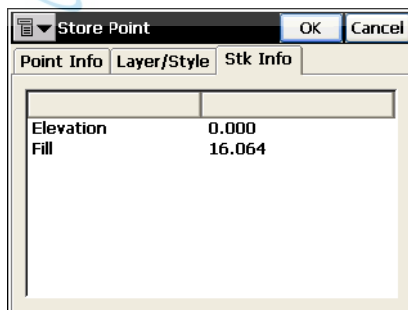 Store Point OK Cancel
Point Info Layer/Style Stk Info
Elevation 0.000
Fill 16.064